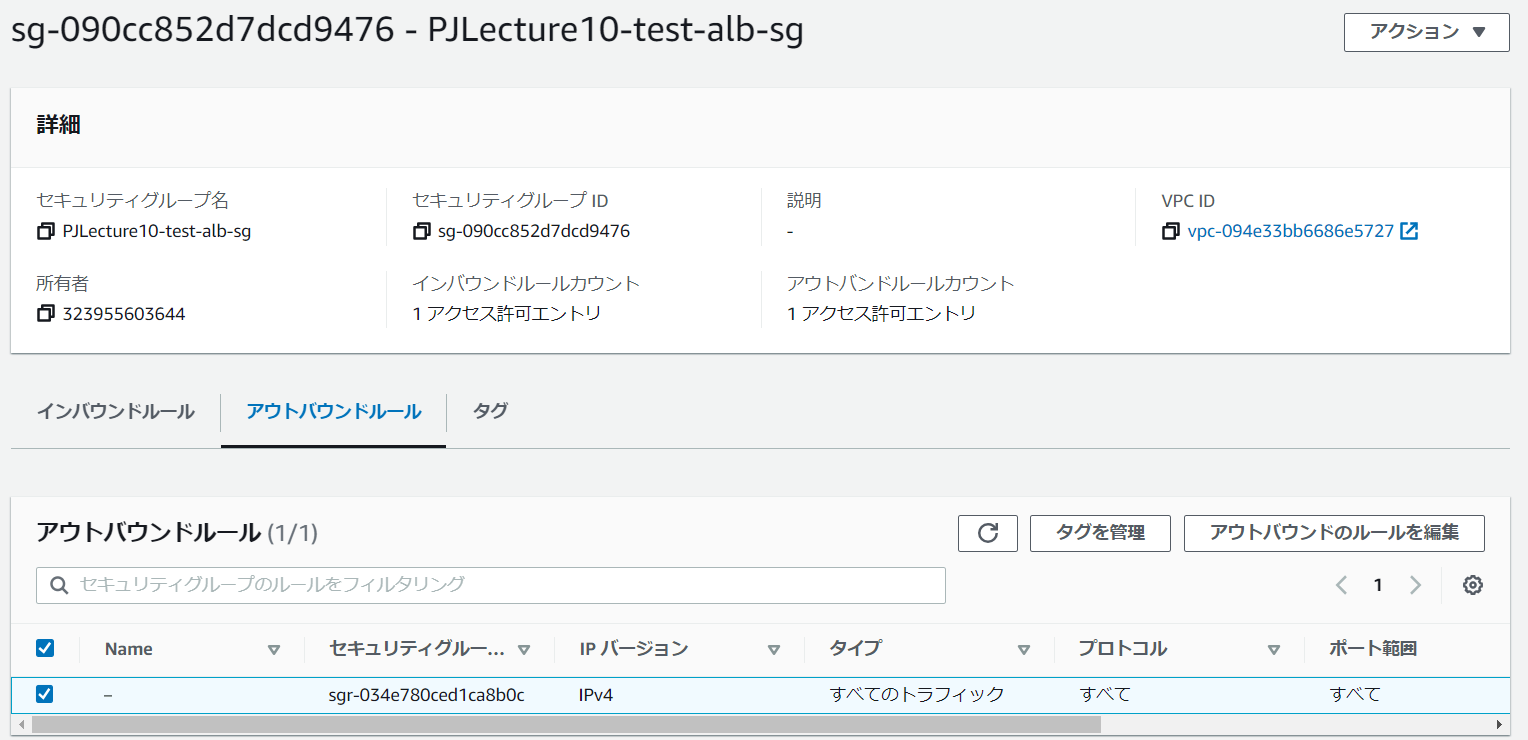 sg-090cc852d7dcd9476 - PJLecture10-test-alb-sg
アクション ▼
詳細
セキュリティグループ名
PJLecture10-test-alb-sg
セキュリティグループ ID
sg-090cc852d7dcd9476
説明
-
VPC ID
vpc-094e33bb6686e5727
所有者
323955603644
インバウンドルールカウント
1 アクセス許可エントリ
アウトバンドルールカウント
1 アクセス許可エントリ
インバウンドルール アウトバウンドルール タグ
アウトバウンドルール (1/1)
タグを管理 アウトバウンドのルールを編集
セキュリティグループのルールをフィルタリング
1
Name セキュリティグルー... IP バージョン タイプ プロトコル ポート範囲
– sgr-034e780ced1ca8b0c IPv4 すべてのトラフィック すべて すべて